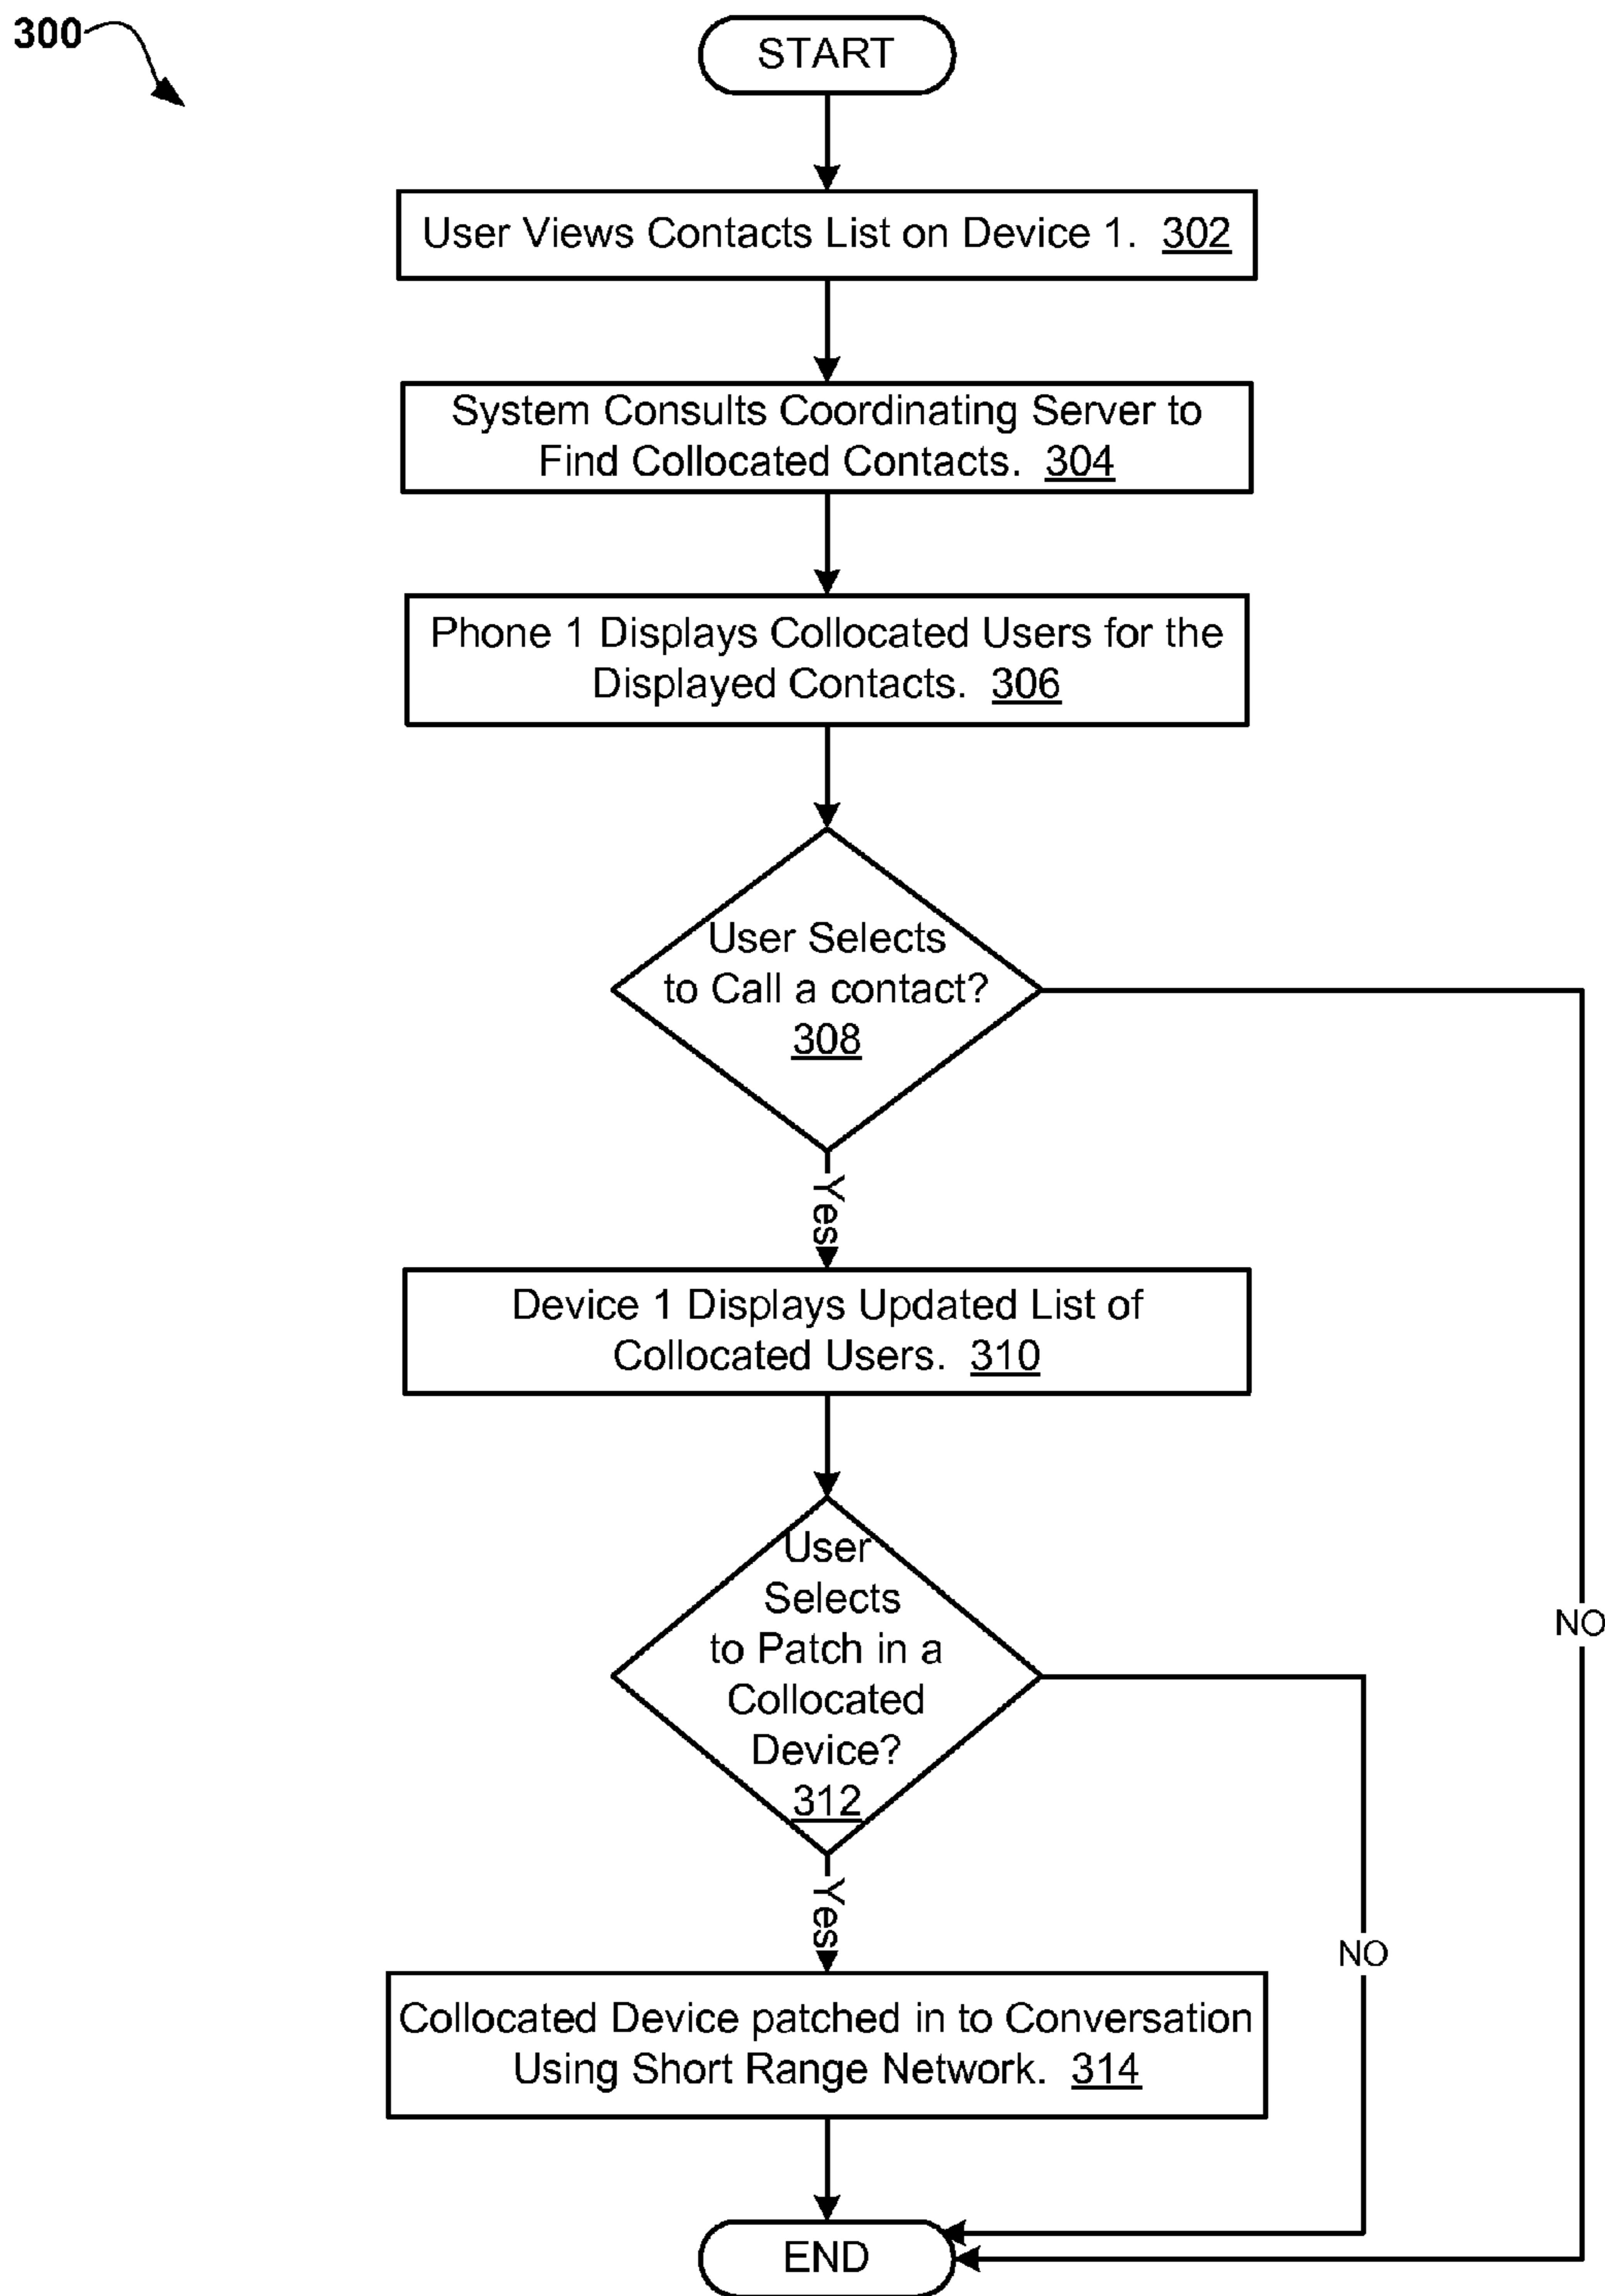 300
START
User Views Contacts List on Device 1. 302
System Consults Coordinating Server to
Find Collocated Contacts. 304
Phone 1 Displays Collocated Users for the
Displayed Contacts. 306
User Selects
to Call a contact?
308
Yes
Device 1 Displays Updated List of
Collocated Users. 310
User
Selects
to Patch in a
Collocated
Device?
312
NO
Yes
NO
Collocated Device patched in to Conversation
Using Short Range Network. 314
END